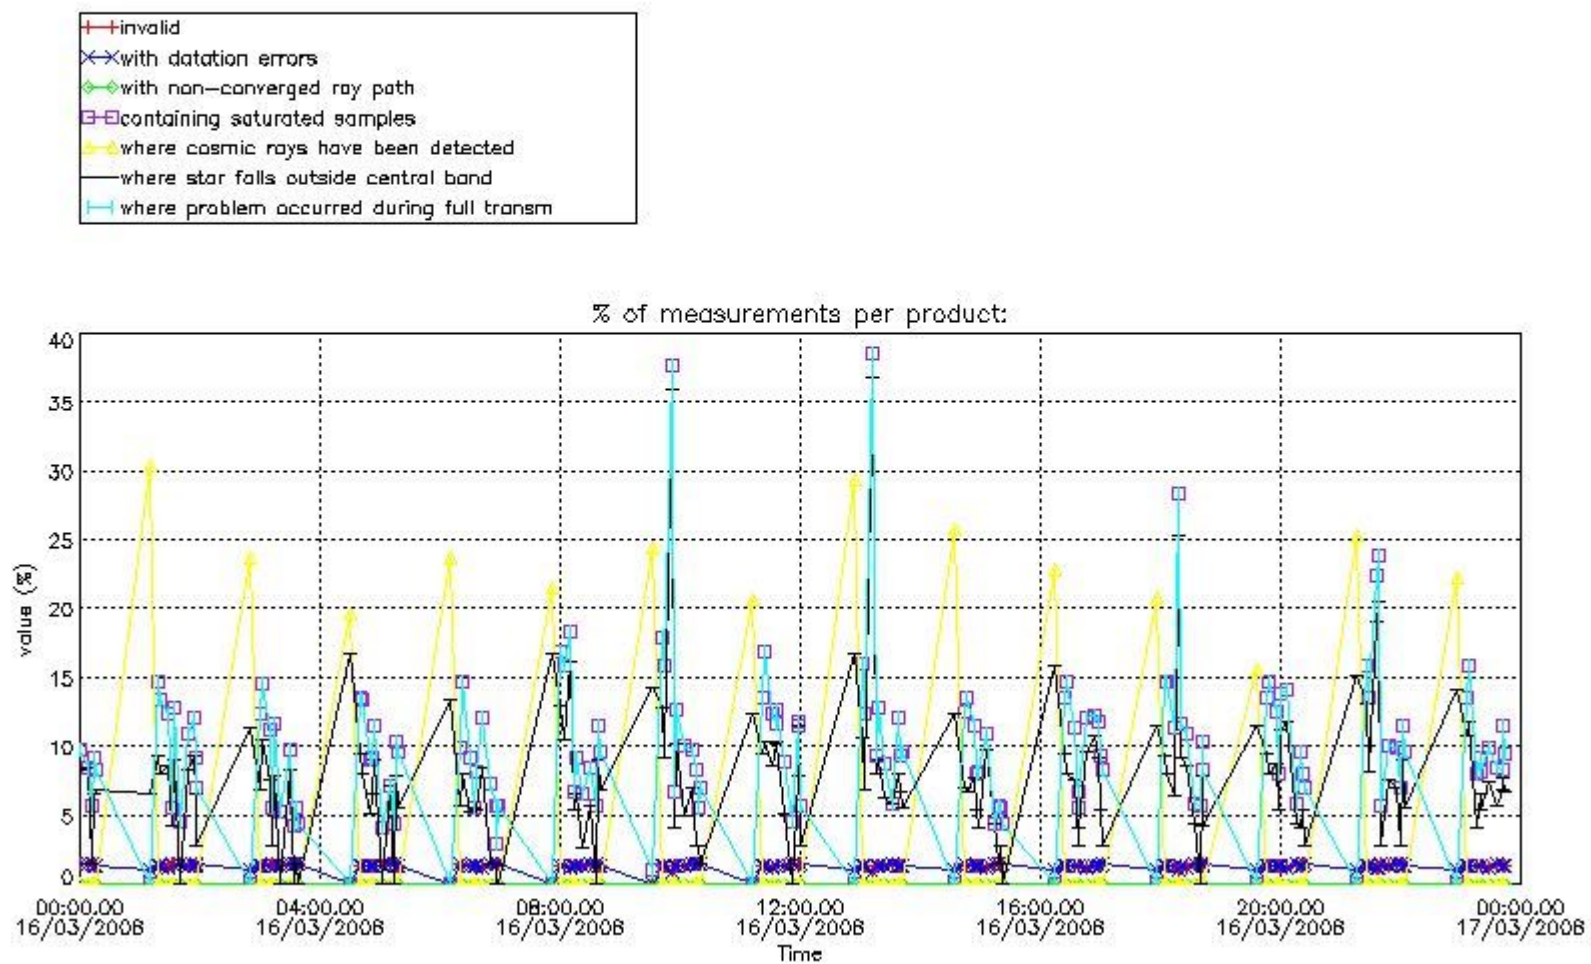 invalid
with datation errors
with non-converged ray path
containing saturated samples
where cosmic rays have been detected
where star falls outside central band
where problem occurred during full transm
% of measurements per product:
40
35
30
25
20
15
10
5
0
value (%)
00:00:00 04:00:00 08:00:00 12:00:00 16:00:00 20:00:00 00:00:00
16/03/2008 16/03/2008 16/03/2008 16/03/2008 16/03/2008 16/03/2008 17/03/2008
Time